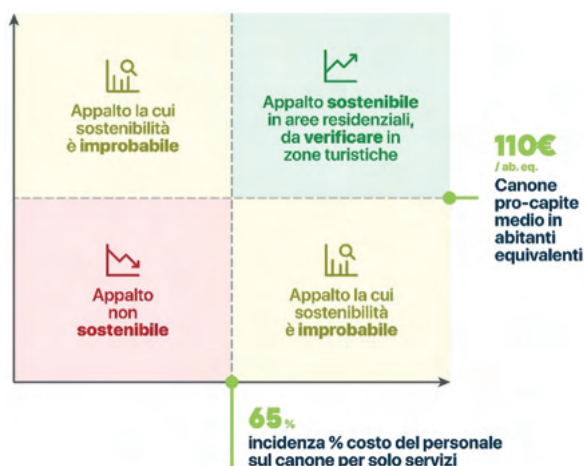 Appalto la cui
sostenibilità
è improbabile
Appalto sostenibile
in aree residenziali,
da verificare in
zone turistiche
110€
/ ab. eq.
Canone
pro-capite
medio in
abitanti
equivalenti
Appalto
non
sostenibile
Appalto la cui
sostenibilità
è improbabile
65%
incidenza % costo del personale
sul canone per solo servizi